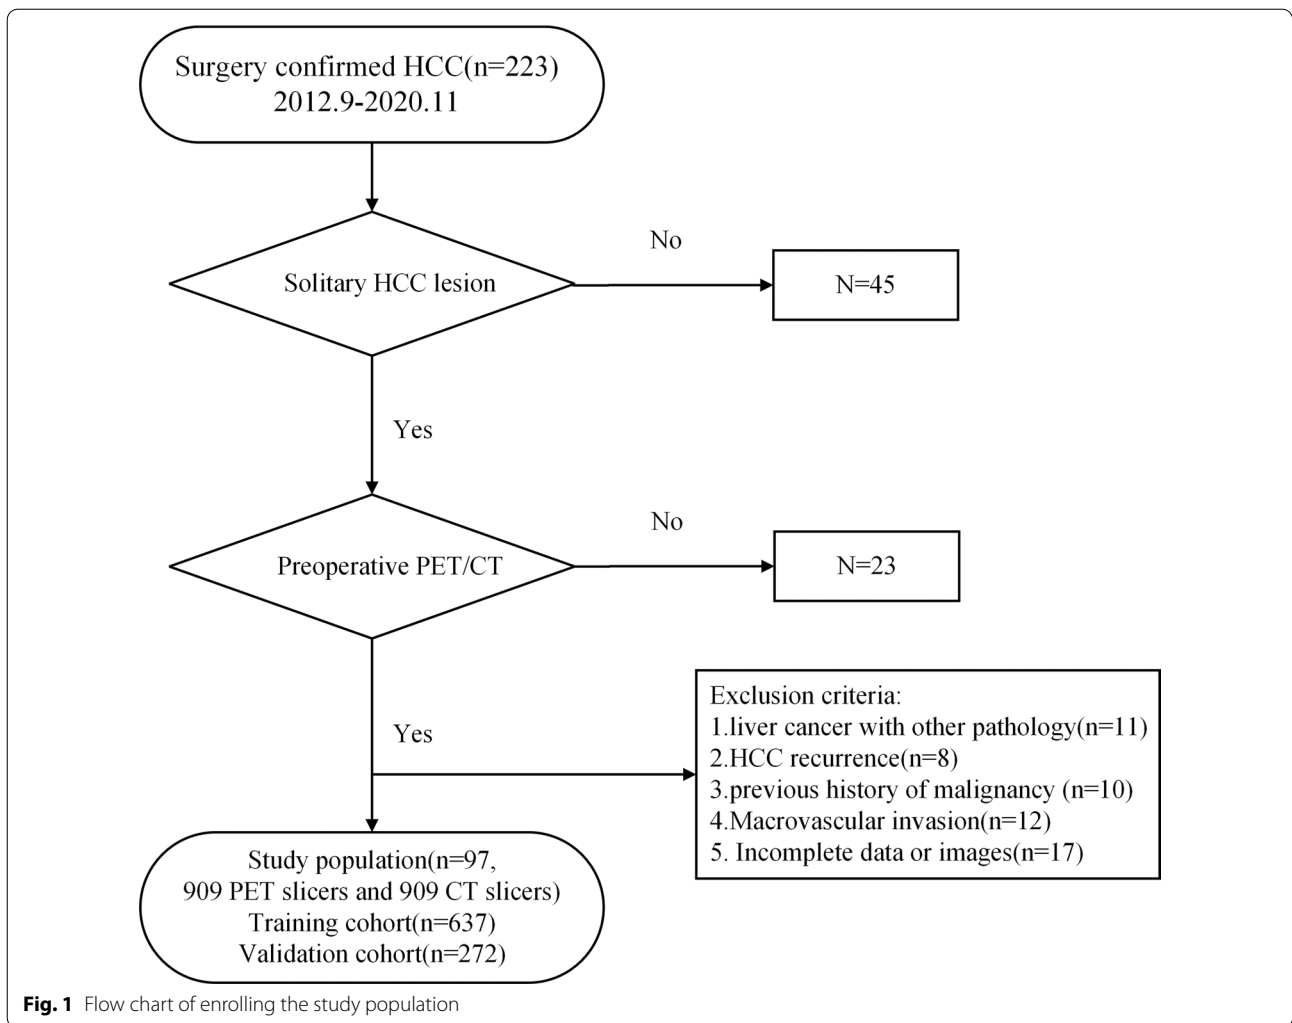 Surgery confirmed HCC(n=223)
2012.9-2020.11
Solitary HCC lesion
No
N=45
Yes
Preoperative PET/CT
No
N=23
Yes
Exclusion criteria:
1.liver cancer with other pathology(n=11)
2.HCC recurrence(n=8)
3.previous history of malignancy (n=10)
4.Macrovascular invasion(n=12)
5. Incomplete data or images(n=17)
Study population(n=97,
909 PET slicers and 909 CT slicers)
Training cohort(n=637)
Validation cohort(n=272)
Fig. 1 Flow chart of enrolling the study population